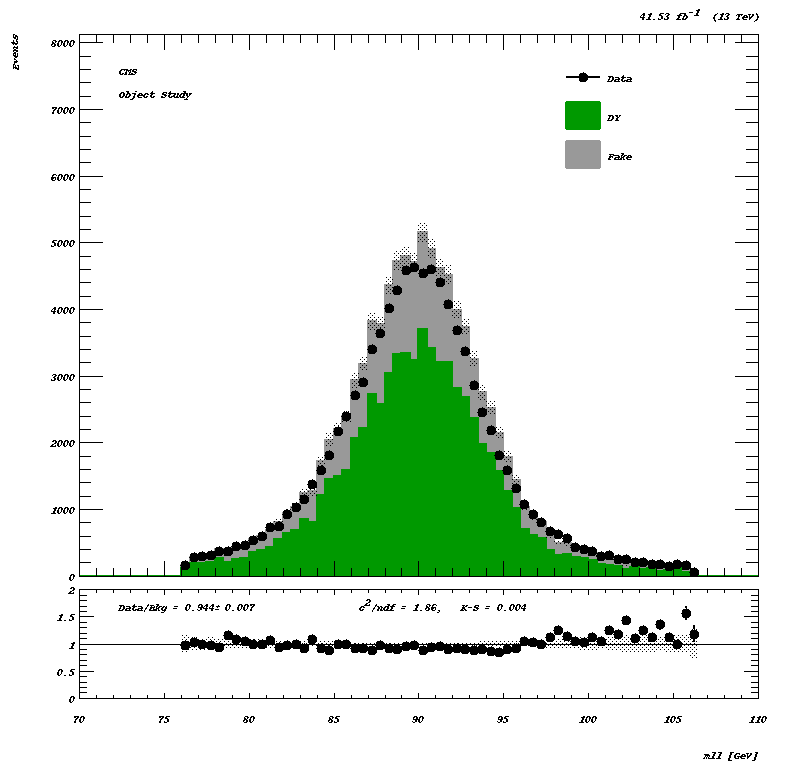 41.53 fb-1 (13 TeV)
Events
8000
CMS
Data
Object Study
7000
DY
Fake
6000
5000
4000
3000
2000
1000
0
2
Data/Bkg = 0.944± 0.007 c2/ndf = 1.86, K-S = 0.004
1.5
1
0.5
0
70 75 80 85 90 95 100 105 110
mll [GeV]